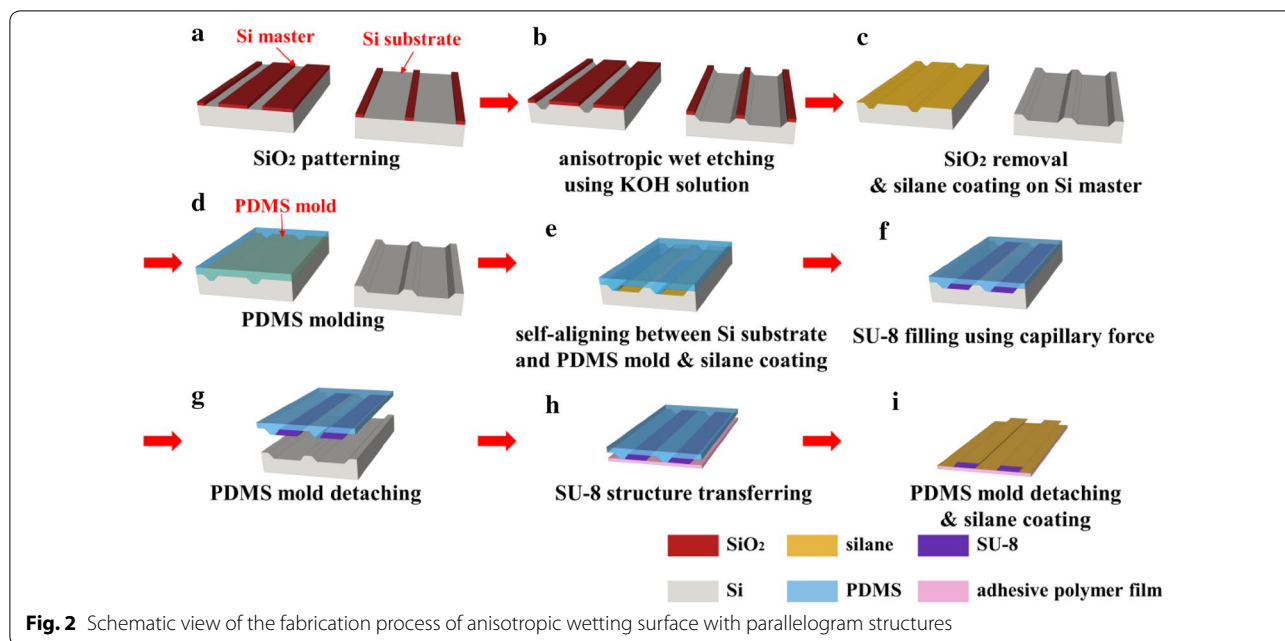 a
Si master
Si substrate
SiO₂ patterning
b
anisotropic wet etching
using KOH solution
c
SiO₂ removal
& silane coating on Si master
d
PDMS mold
PDMS molding
e
self-aligning between Si substrate
and PDMS mold & silane coating
f
SU-8 filling using capillary force
g
PDMS mold detaching
h
SU-8 structure transferring
i
PDMS mold detaching
& silane coating
SiO₂ silane SU-8
Si PDMS adhesive polymer film
Fig. 2 Schematic view of the fabrication process of anisotropic wetting surface with parallelogram structures